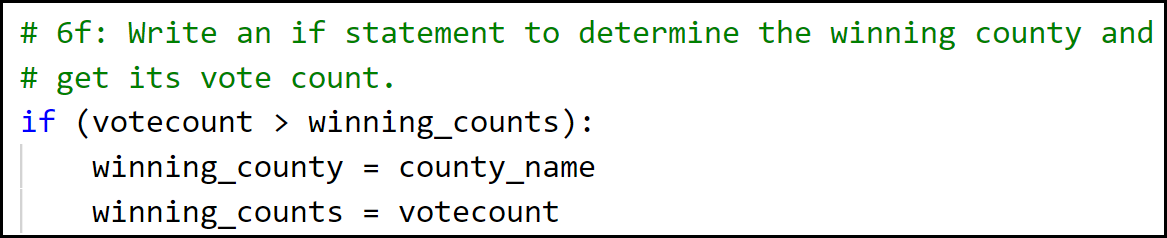 # 6f: Write an if statement to determine the winning county and
# get its vote count.
if (votecount > winning_counts):
    winning_county = county_name
    winning_counts = votecount